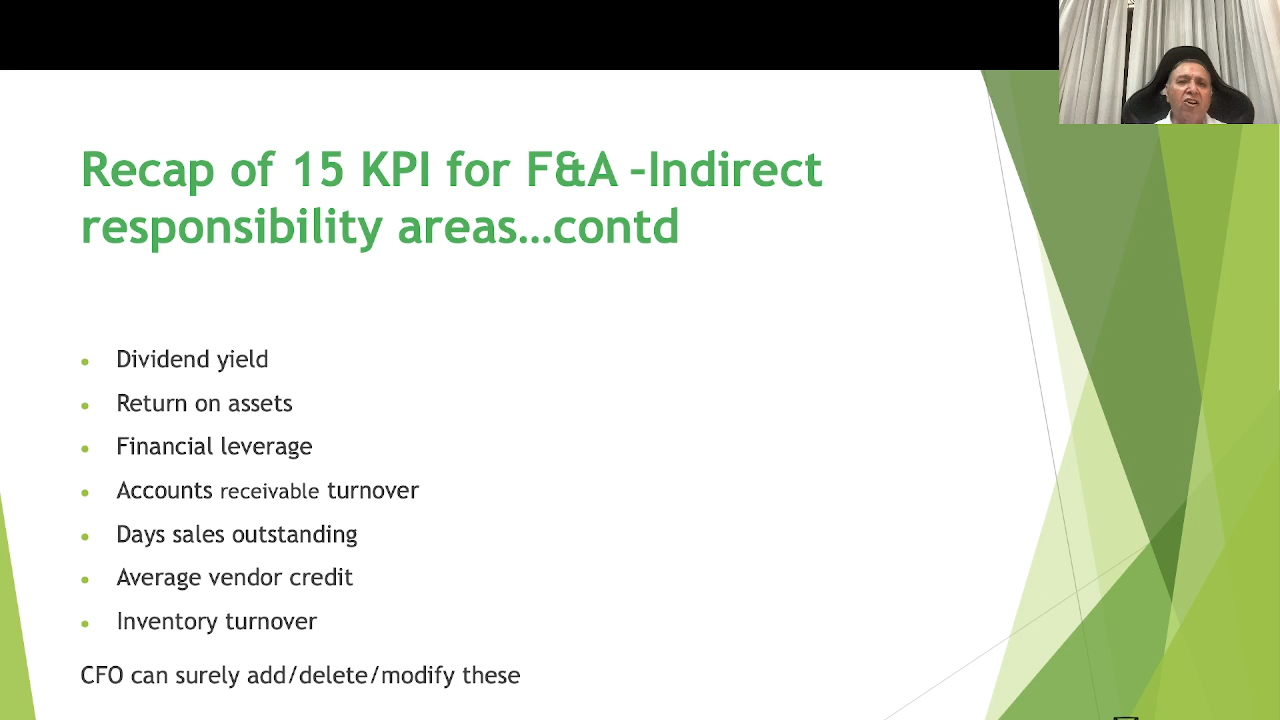 Recap of 15 KPI for F&A -Indirect
responsibility areas...contd
Dividend yield
Return on assets
Financial leverage
Accounts receivable turnover
Days sales outstanding
Average vendor credit
Inventory turnover
CFO can surely add/delete/modify these